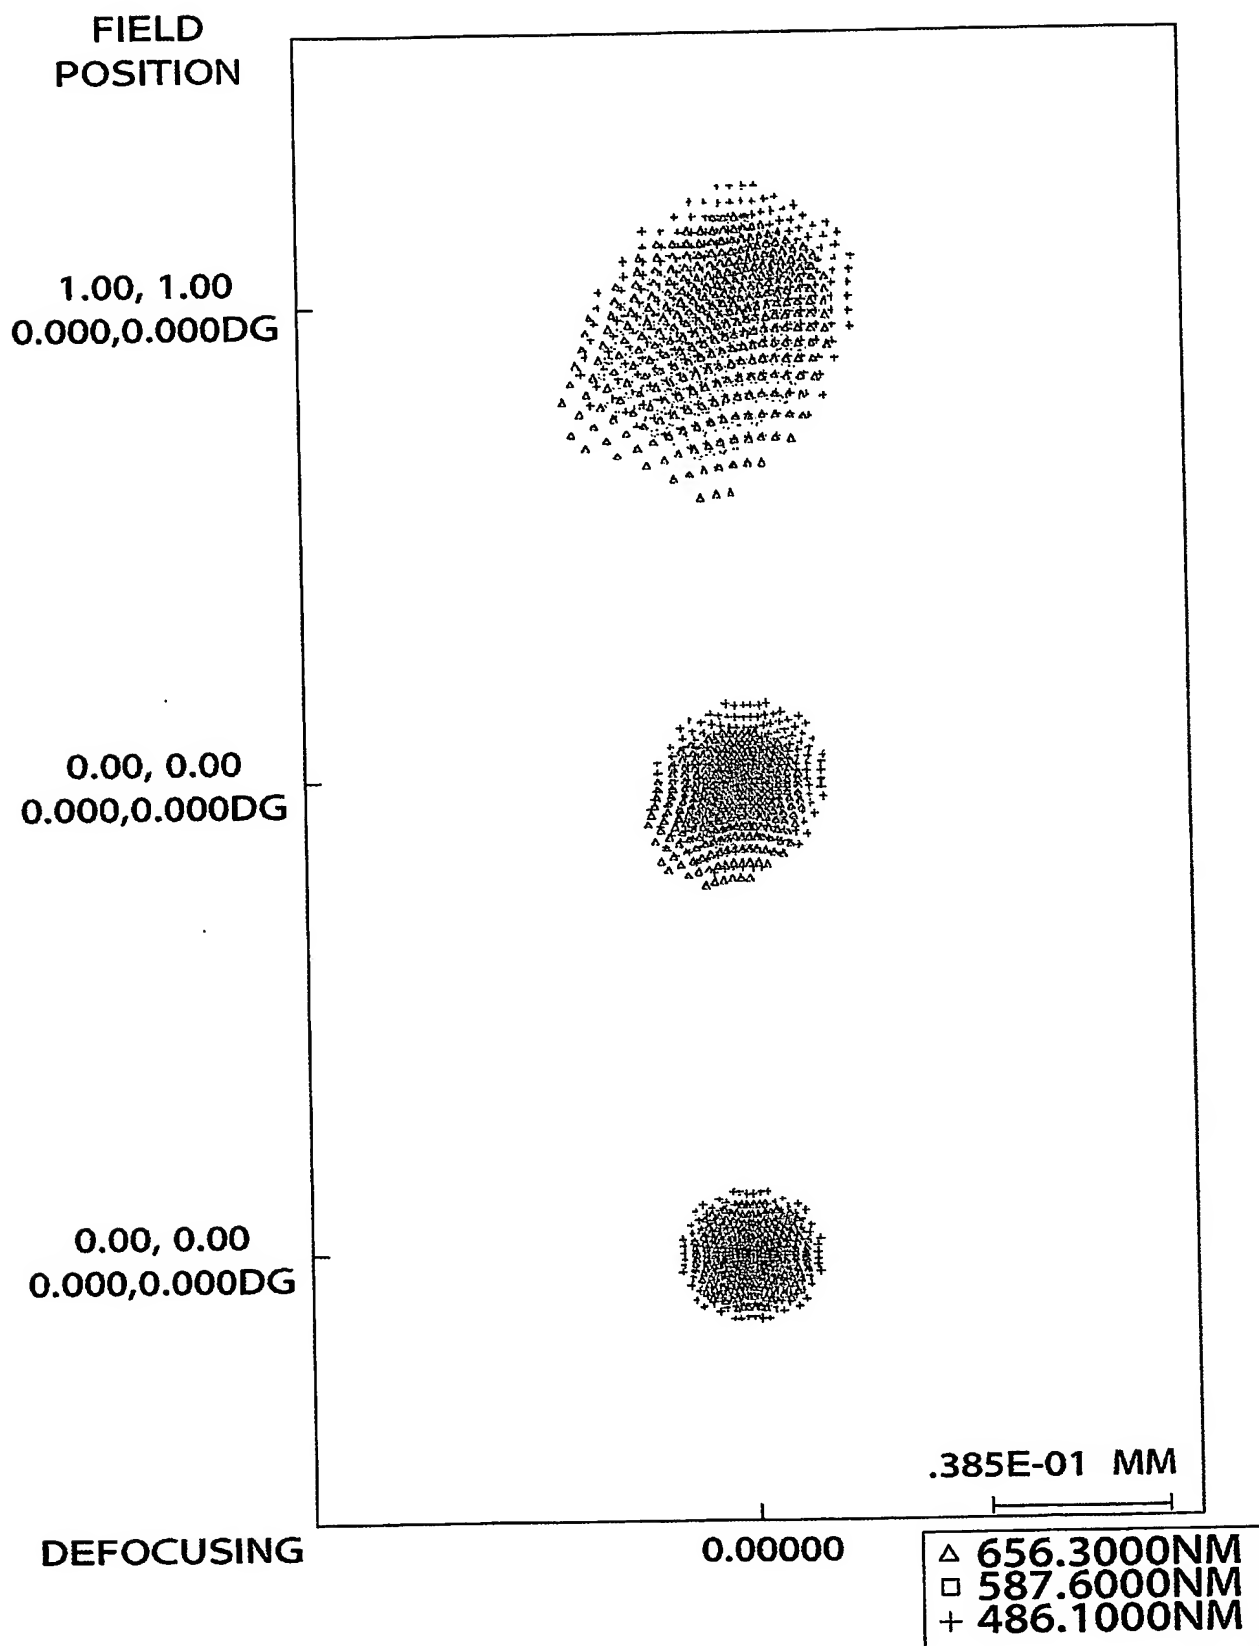 FIELD
POSITION
1.00, 1.00
0.000,0.000DG
0.00, 0.00
0.000,0.000DG
0.00, 0.00
0.000,0.000DG
.385E-01 MM
DEFOCUSING
0.00000
△ 656.3000NM
□ 587.6000NM
+ 486.1000NM